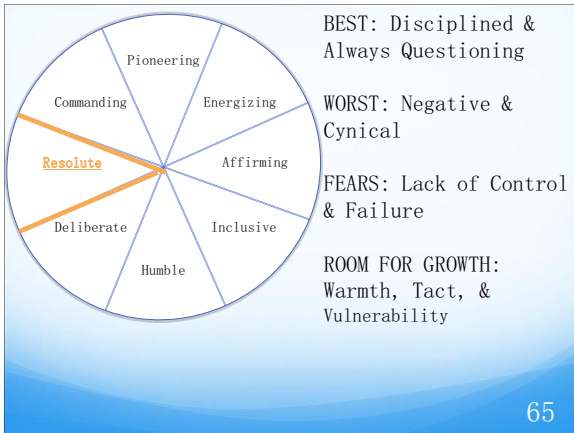 Pioneering
Commanding
Energizing
Resolute
Affirming
Deliberate
Inclusive
Humble
BEST: Disciplined &
Always Questioning
WORST: Negative &
Cynical
FEARS: Lack of Control
& Failure
ROOM FOR GROWTH:
Warmth, Tact, &
Vulnerability
65